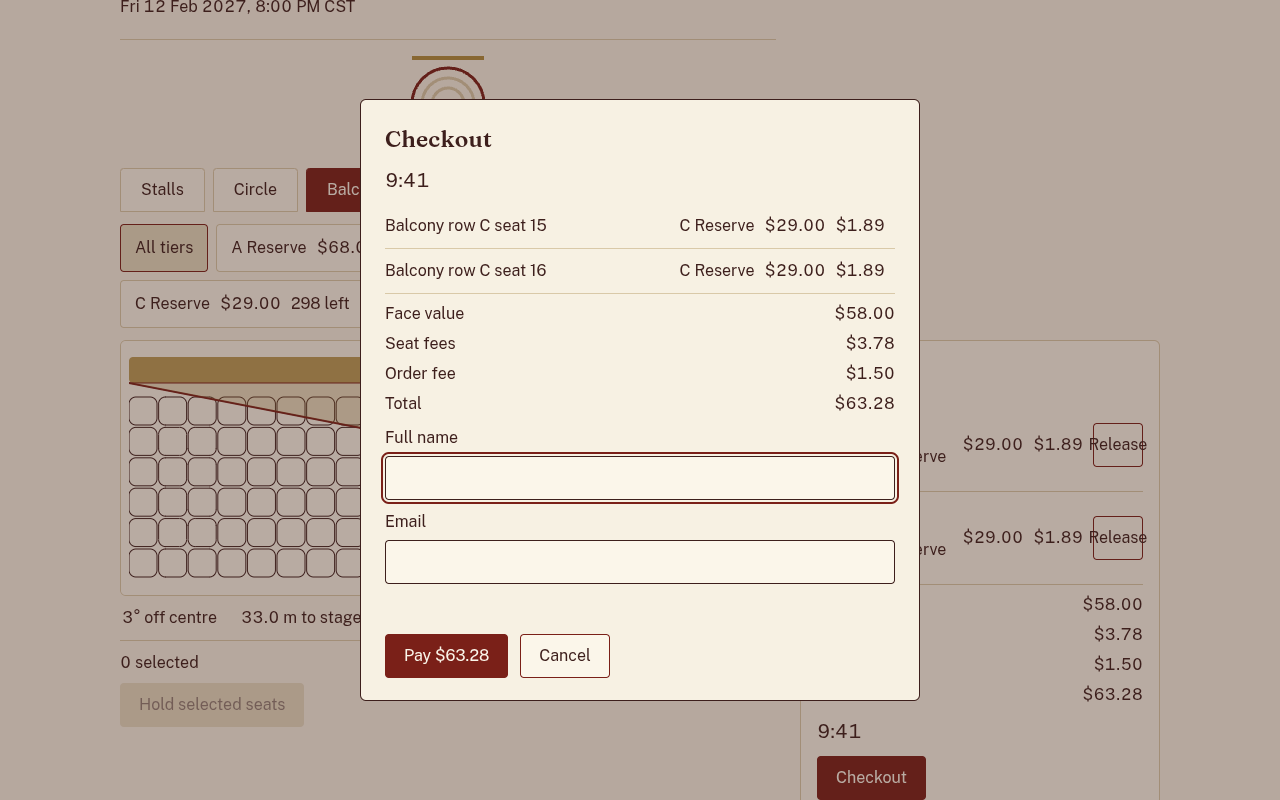 Fri 12 Feb 2027, 8:00 PM CST
Stalls Circle
All tiers A Reserve
C Reserve $29.00 298 left
3° off centre 33.0 m to stage
0 selected
Hold selected seats
Checkout
9:41
Balcony row C seat 15 C Reserve $29.00 $1.89
Balcony row C seat 16 C Reserve $29.00 $1.89
Face value $58.00
Seat fees $3.78
Order fee $1.50
Total $63.28
Full name
Email
Pay $63.28 Cancel
$29.00 $1.89 Release
$29.00 $1.89 Release
$58.00
$3.78
$1.50
$63.28
9:41
Checkout